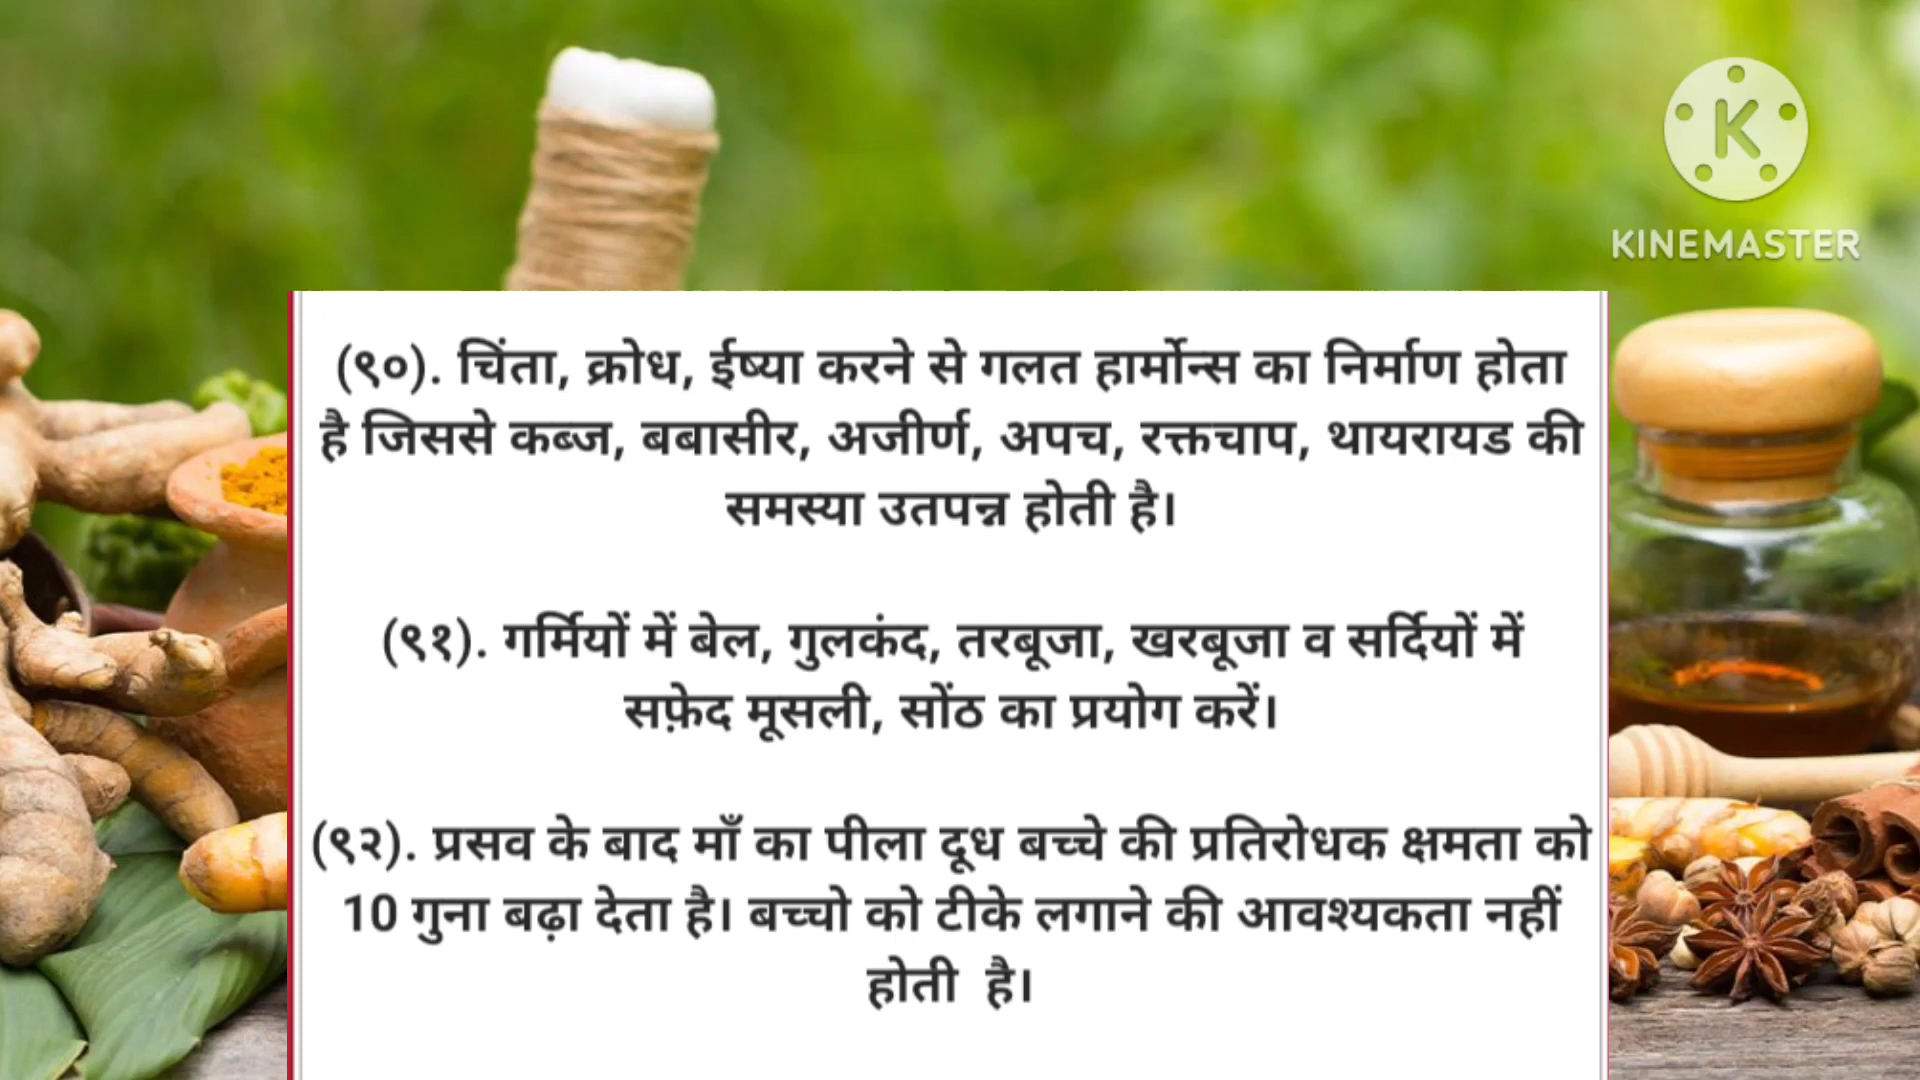 KINEMASTER
(९०). चिंता, क्रोध, ईष्या करने से गलत हार्मोन्स का निर्माण होता
है जिससे कब्ज, बबासीर, अजीर्ण, अपच, रक्तचाप, थायरायड की
समस्या उतपन्न होती है।
(९१). गर्मियों में बेल, गुलकंद, तरबूजा, खरबूजा व सर्दियों में
सफ़ेद मूसली, सोंठ का प्रयोग करें।
(९२). प्रसव के बाद माँ का पीला दूध बच्चे की प्रतिरोधक क्षमता को
10 गुना बढ़ा देता है। बच्चो को टीके लगाने की आवश्यकता नहीं
होती है।